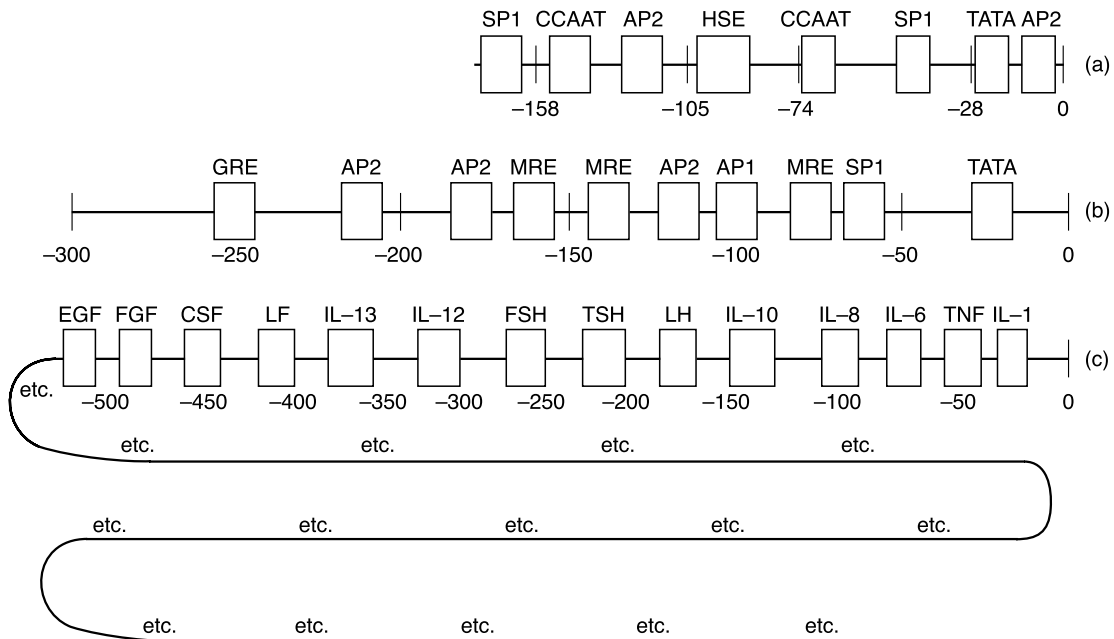 SP1 CCAAT AP2 HSE CCAAT SP1 TATA AP2
(a)
–158 –105 –74 –28 0
GRE AP2 AP2 MRE MRE AP2 AP1 MRE SP1 TATA
(b)
–300 –250 –200 –150 –100 –50 0
EGF FGF CSF LF IL–13 IL–12 FSH TSH LH IL–10 IL–8 IL–6 TNF IL–1
(c)
etc. –500 –450 –400 –350 –300 –250 –200 –150 –100 –50 0
etc. etc. etc. etc.
etc. etc. etc. etc. etc.
etc. etc. etc. etc. etc.